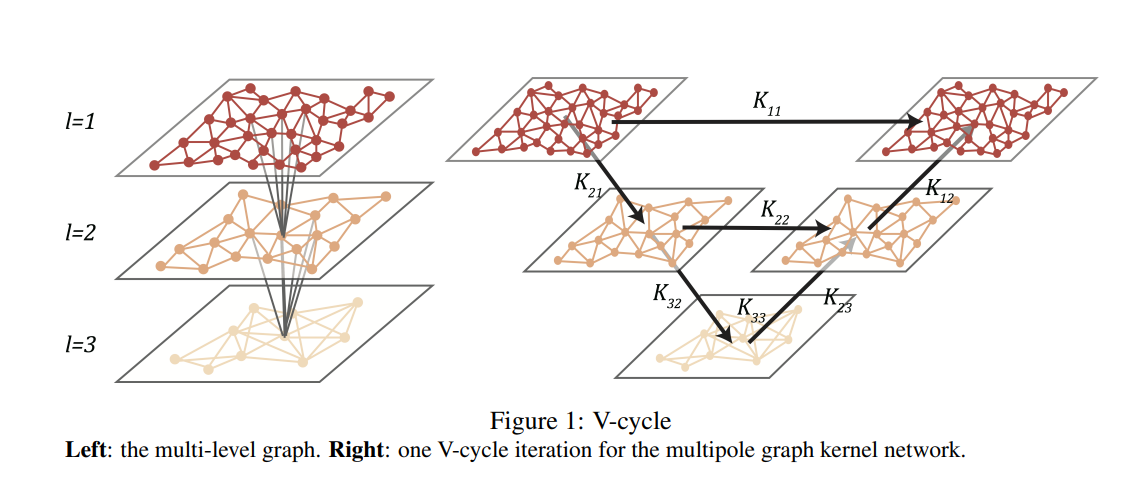 l=1
l=2
l=3
K11
K21
K22
K12
K32
K33
K23
Figure 1: V-cycle
Left: the multi-level graph. Right: one V-cycle iteration for the multipole graph kernel network.